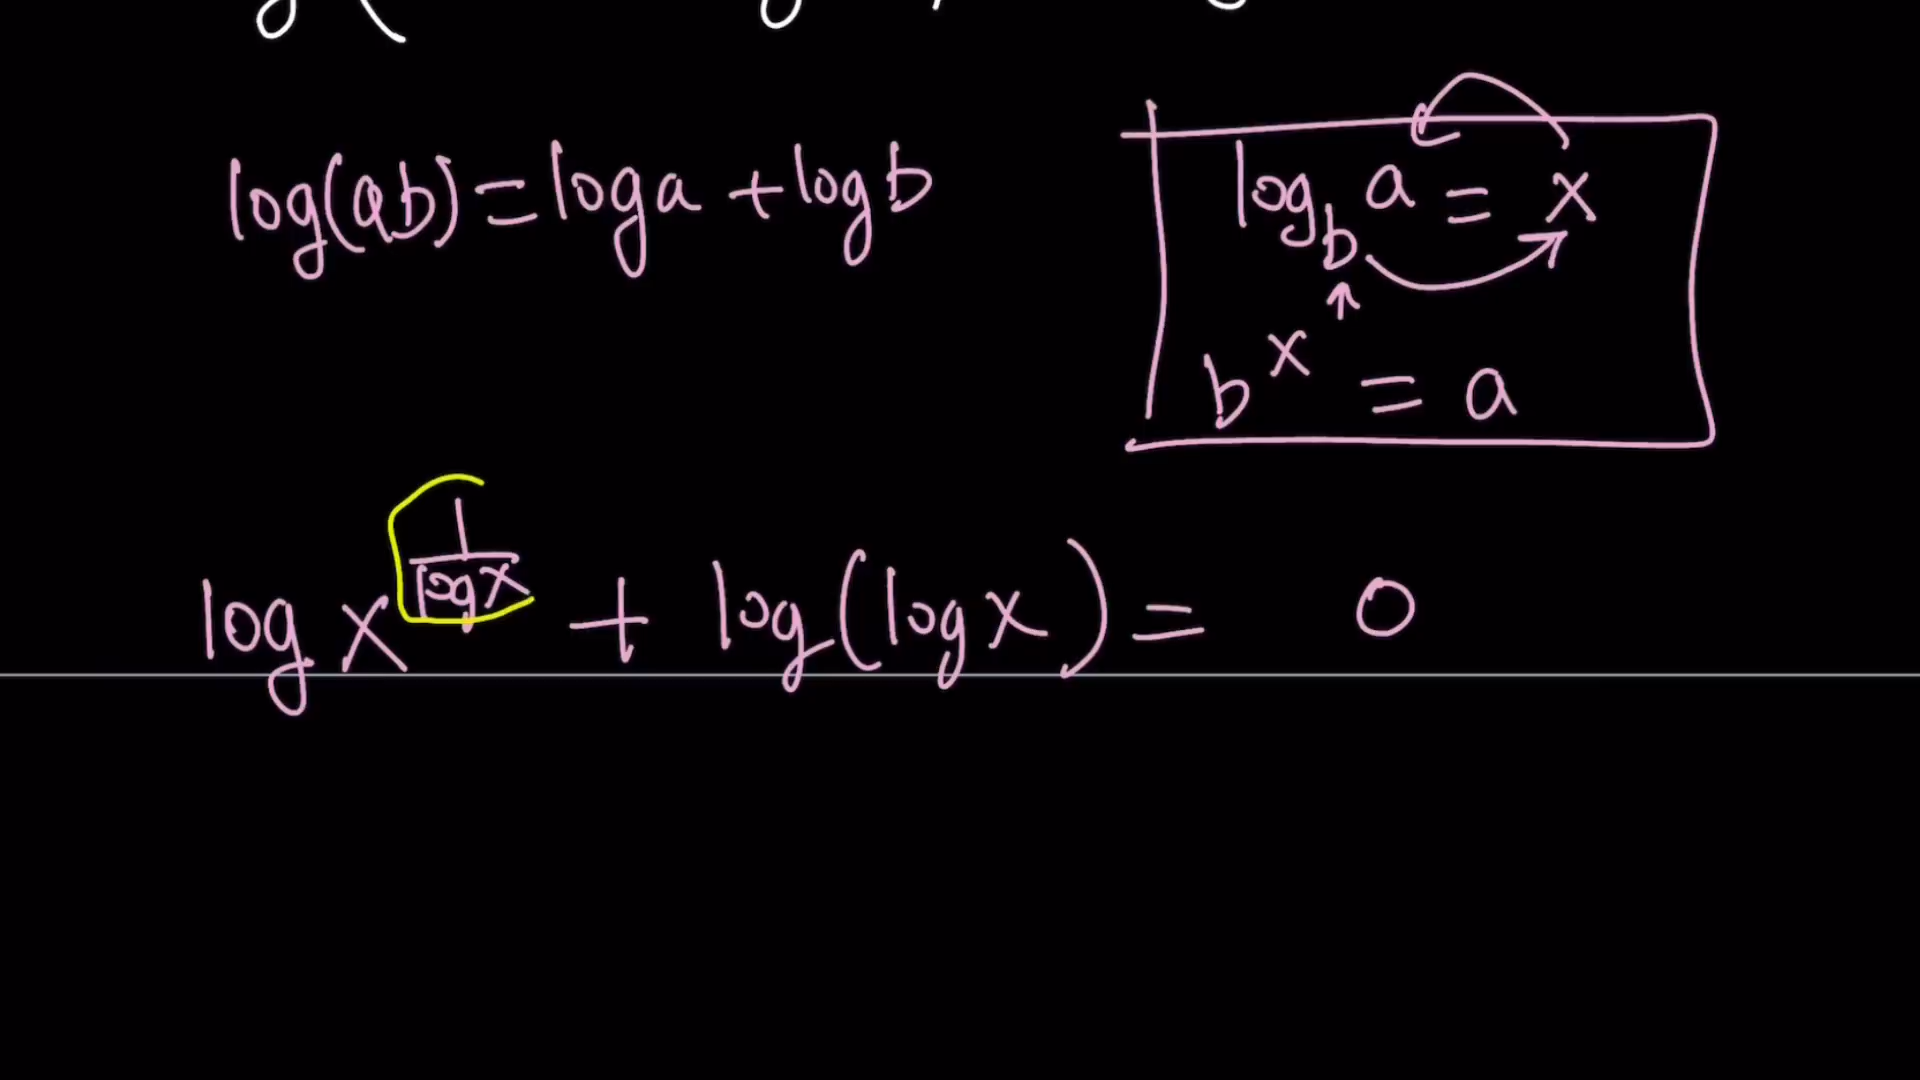 log(ab) = log a + log b
log_b a = x
b^x = a
log x^(1/log x) + log(log x) = 0